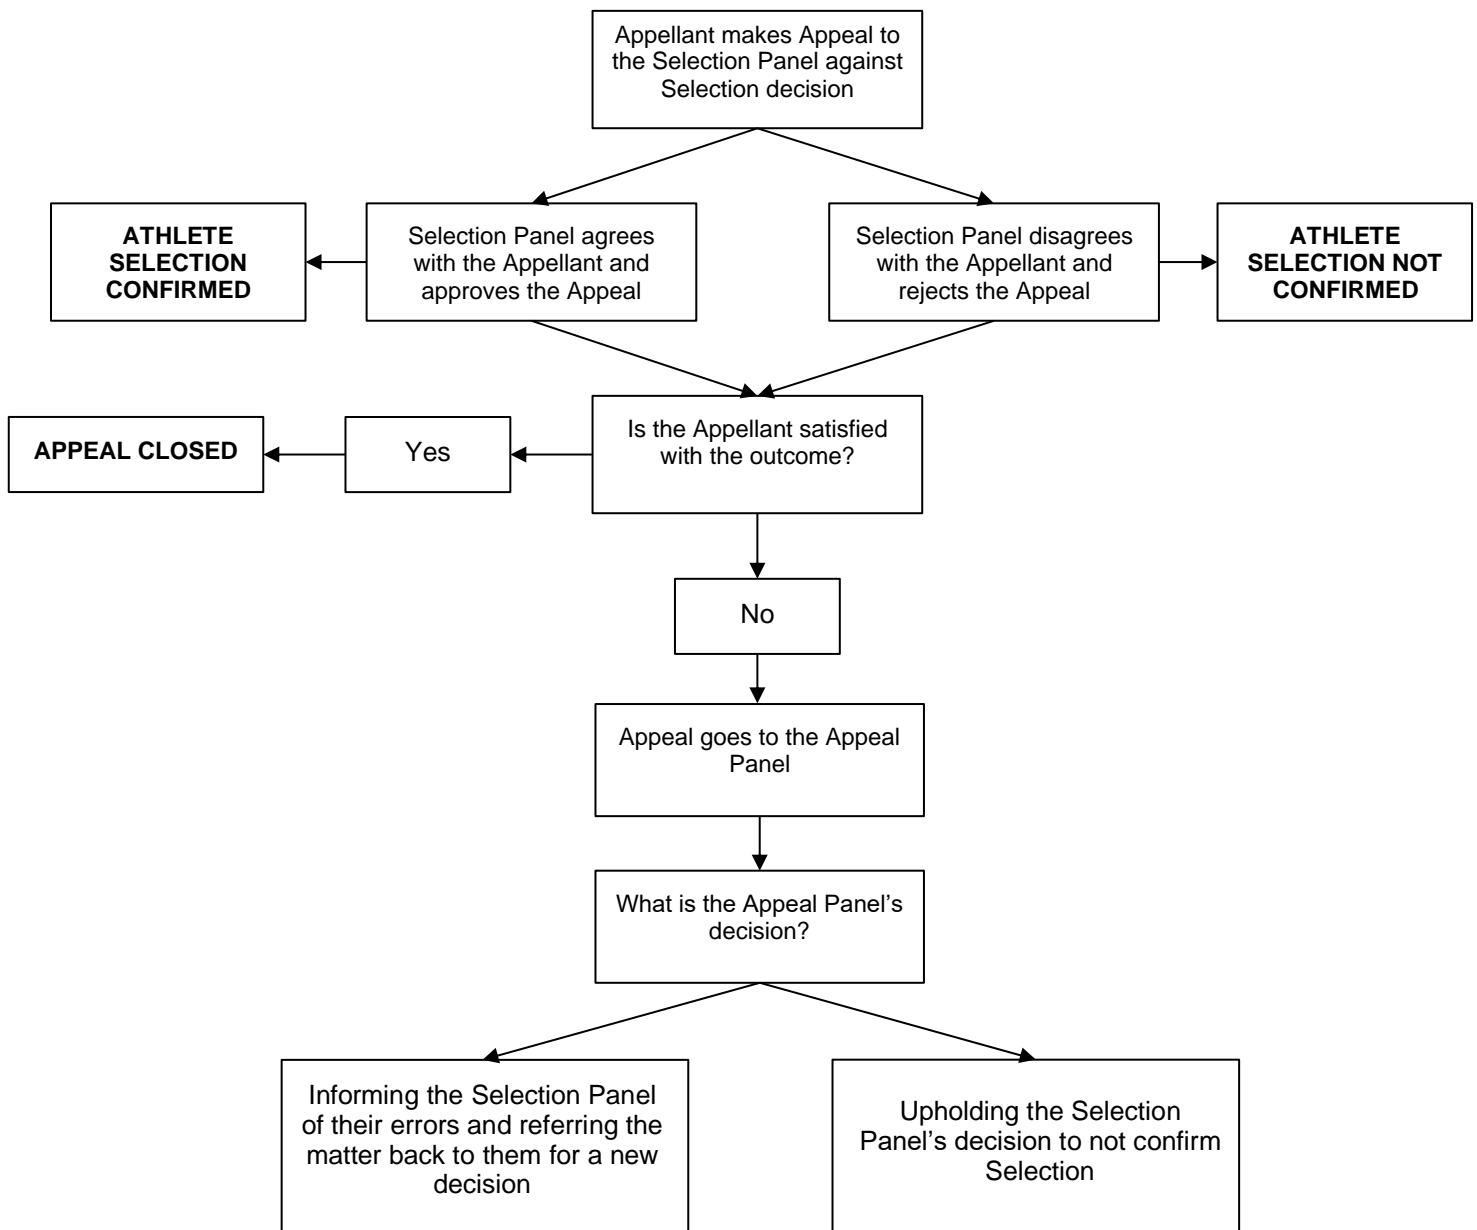 Appellant makes Appeal to
the Selection Panel against
Selection decision
ATHLETE
SELECTION
CONFIRMED
Selection Panel agrees
with the Appellant and
approves the Appeal
Selection Panel disagrees
with the Appellant and
rejects the Appeal
ATHLETE
SELECTION NOT
CONFIRMED
APPEAL CLOSED
Yes
Is the Appellant satisfied
with the outcome?
No
Appeal goes to the Appeal
Panel
What is the Appeal Panel’s
decision?
Informing the Selection Panel
of their errors and referring the
matter back to them for a new
decision
Upholding the Selection
Panel’s decision to not confirm
Selection